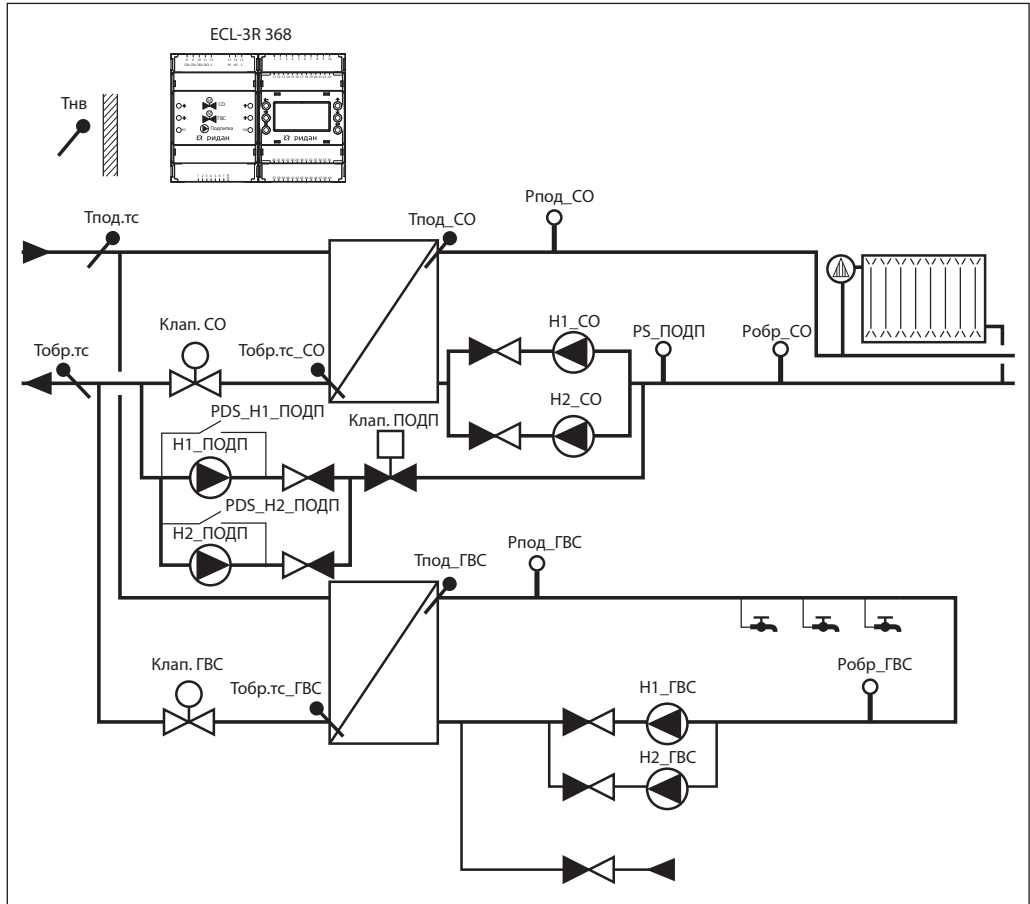 ECL-3R 368
СО
ГВС
Подпитка
ридан
ридан
Тнв
Тпод.тс
Тпод_СО
Рпод_СО
Клап. СО
Н1_СО
PS_ПОДП
Робр_СО
Тобр.тс
Тобр.тс_СО
PDS_Н1_ПОДП
Клап. ПОДП
Н2_СО
Н1_ПОДП
PDS_Н2_ПОДП
Н2_ПОДП
Тпод_ГВС
Рпод_ГВС
Клап. ГВС
Тобр.тс_ГВС
Н1_ГВС
Робр_ГВС
Н2_ГВС